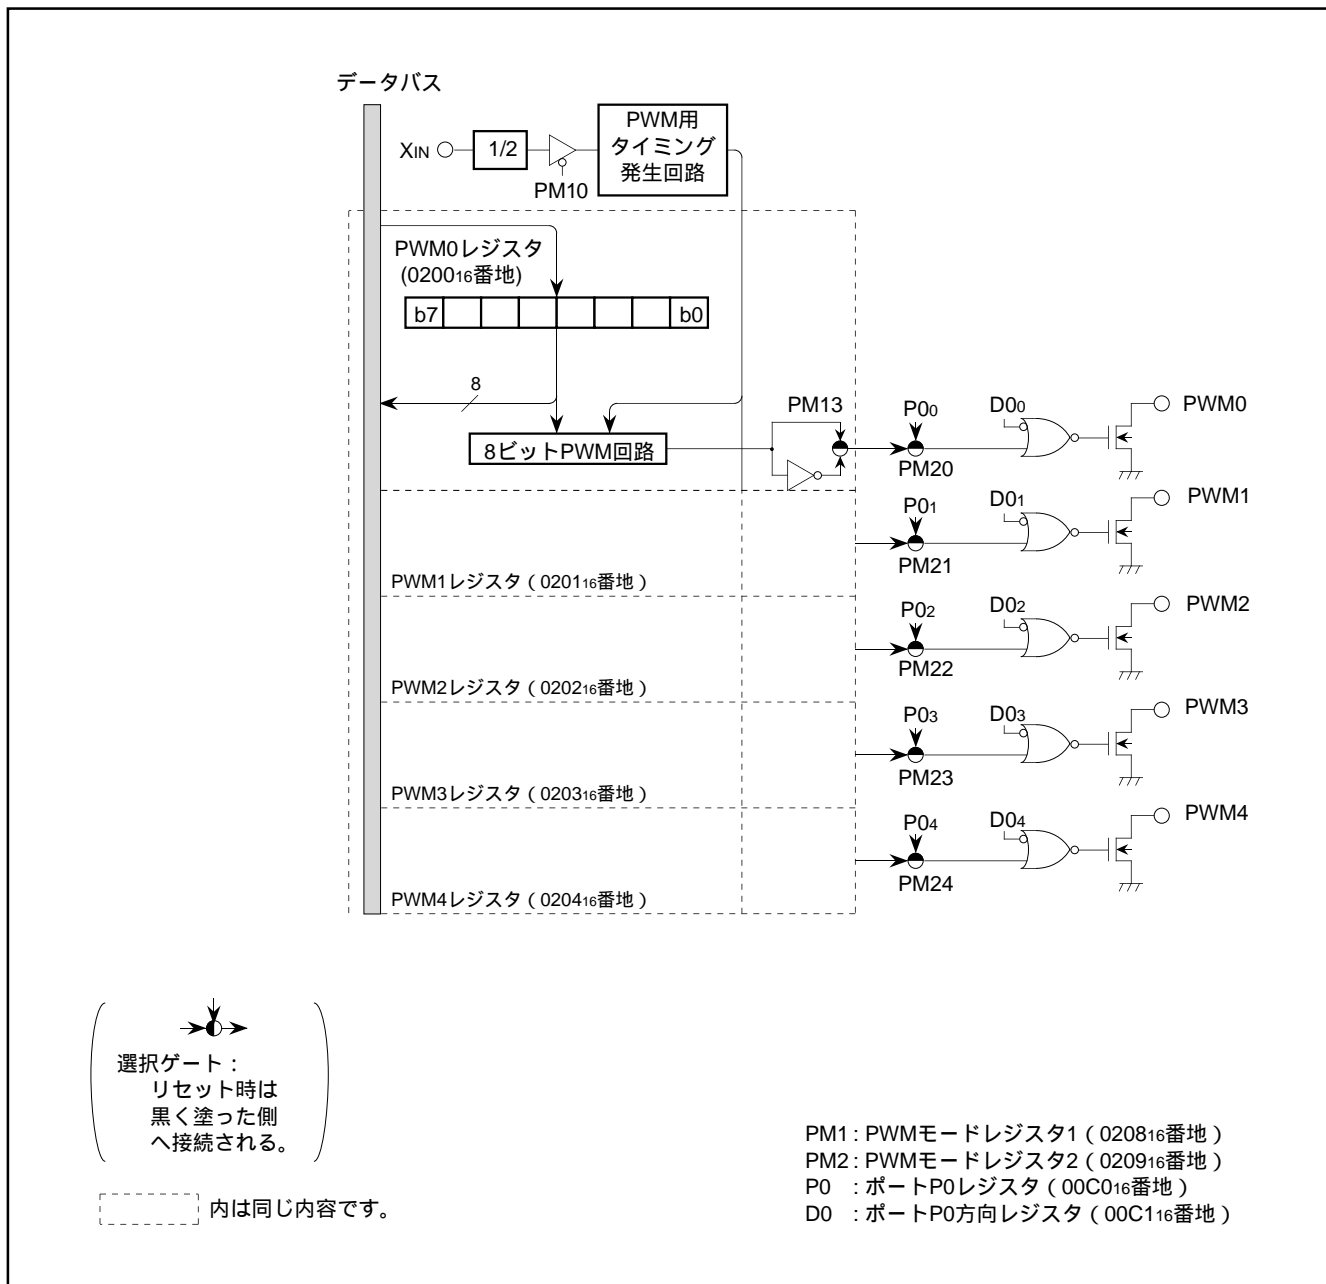 データバス
XIN
1/2
PM10
PWM用
タイミング
発生回路
PWM0レジスタ
(020016番地)
b7
b0
8
8ビットPWM回路
PM13
P00
PM20
D00
PWM0
P01
PM21
D01
PWM1
PWM1レジスタ(020116番地)
P02
PM22
D02
PWM2
PWM2レジスタ(020216番地)
P03
PM23
D03
PWM3
PWM3レジスタ(020316番地)
P04
PM24
D04
PWM4
PWM4レジスタ(020416番地)
選択ゲート:
リセット時は
黒く塗った側
へ接続される。
内は同じ内容です。
PM1 : PWMモードレジスタ1(020816番地)
PM2 : PWMモードレジスタ2(020916番地)
P0 : ポートP0レジスタ(00C016番地)
D0 : ポートP0方向レジスタ(00C116番地)